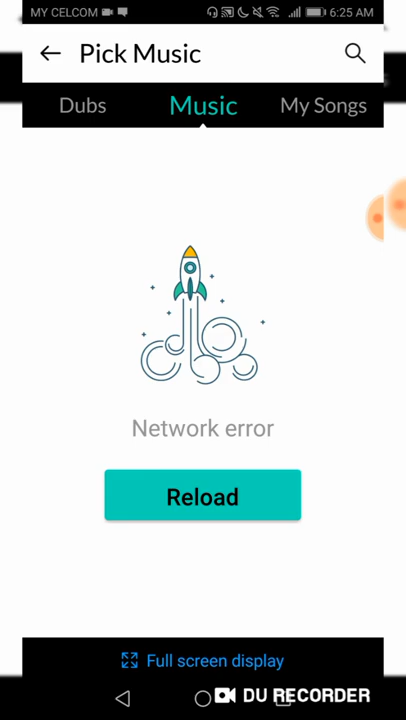 MY CELCOM 6:25 AM
Pick Music
Dubs Music My Songs
Network error
Reload
Full screen display
DU RECORDER